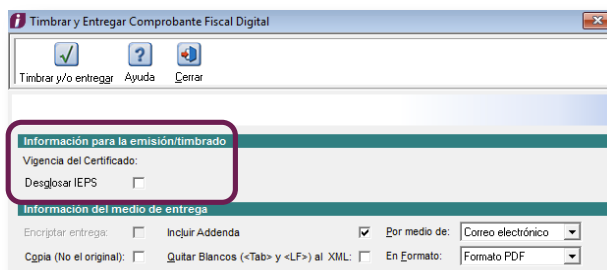 Timbrar y Entregar Comprobante Fiscal Digital
Timbrar y/o entregar Ayuda Cerrar
Información para la emisión/timbrado
Vigencia del Certificado:
Desglosar IEPS
Información del medio de entrega
Encriptar entrega: Incluir Addenda Por medio de: Correo electrónico
Copia (No el original): Quitar Blancos (<Tab> y <LF>) al XML: En Formato: Formato PDF